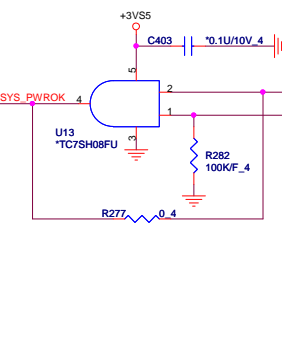 +3VS5
C403
*0.1U/10V_4
5
SYS_PWROK
4
2
1
3
U13
*TC7SH08FU
R282
100K/F_4
R277
0_4